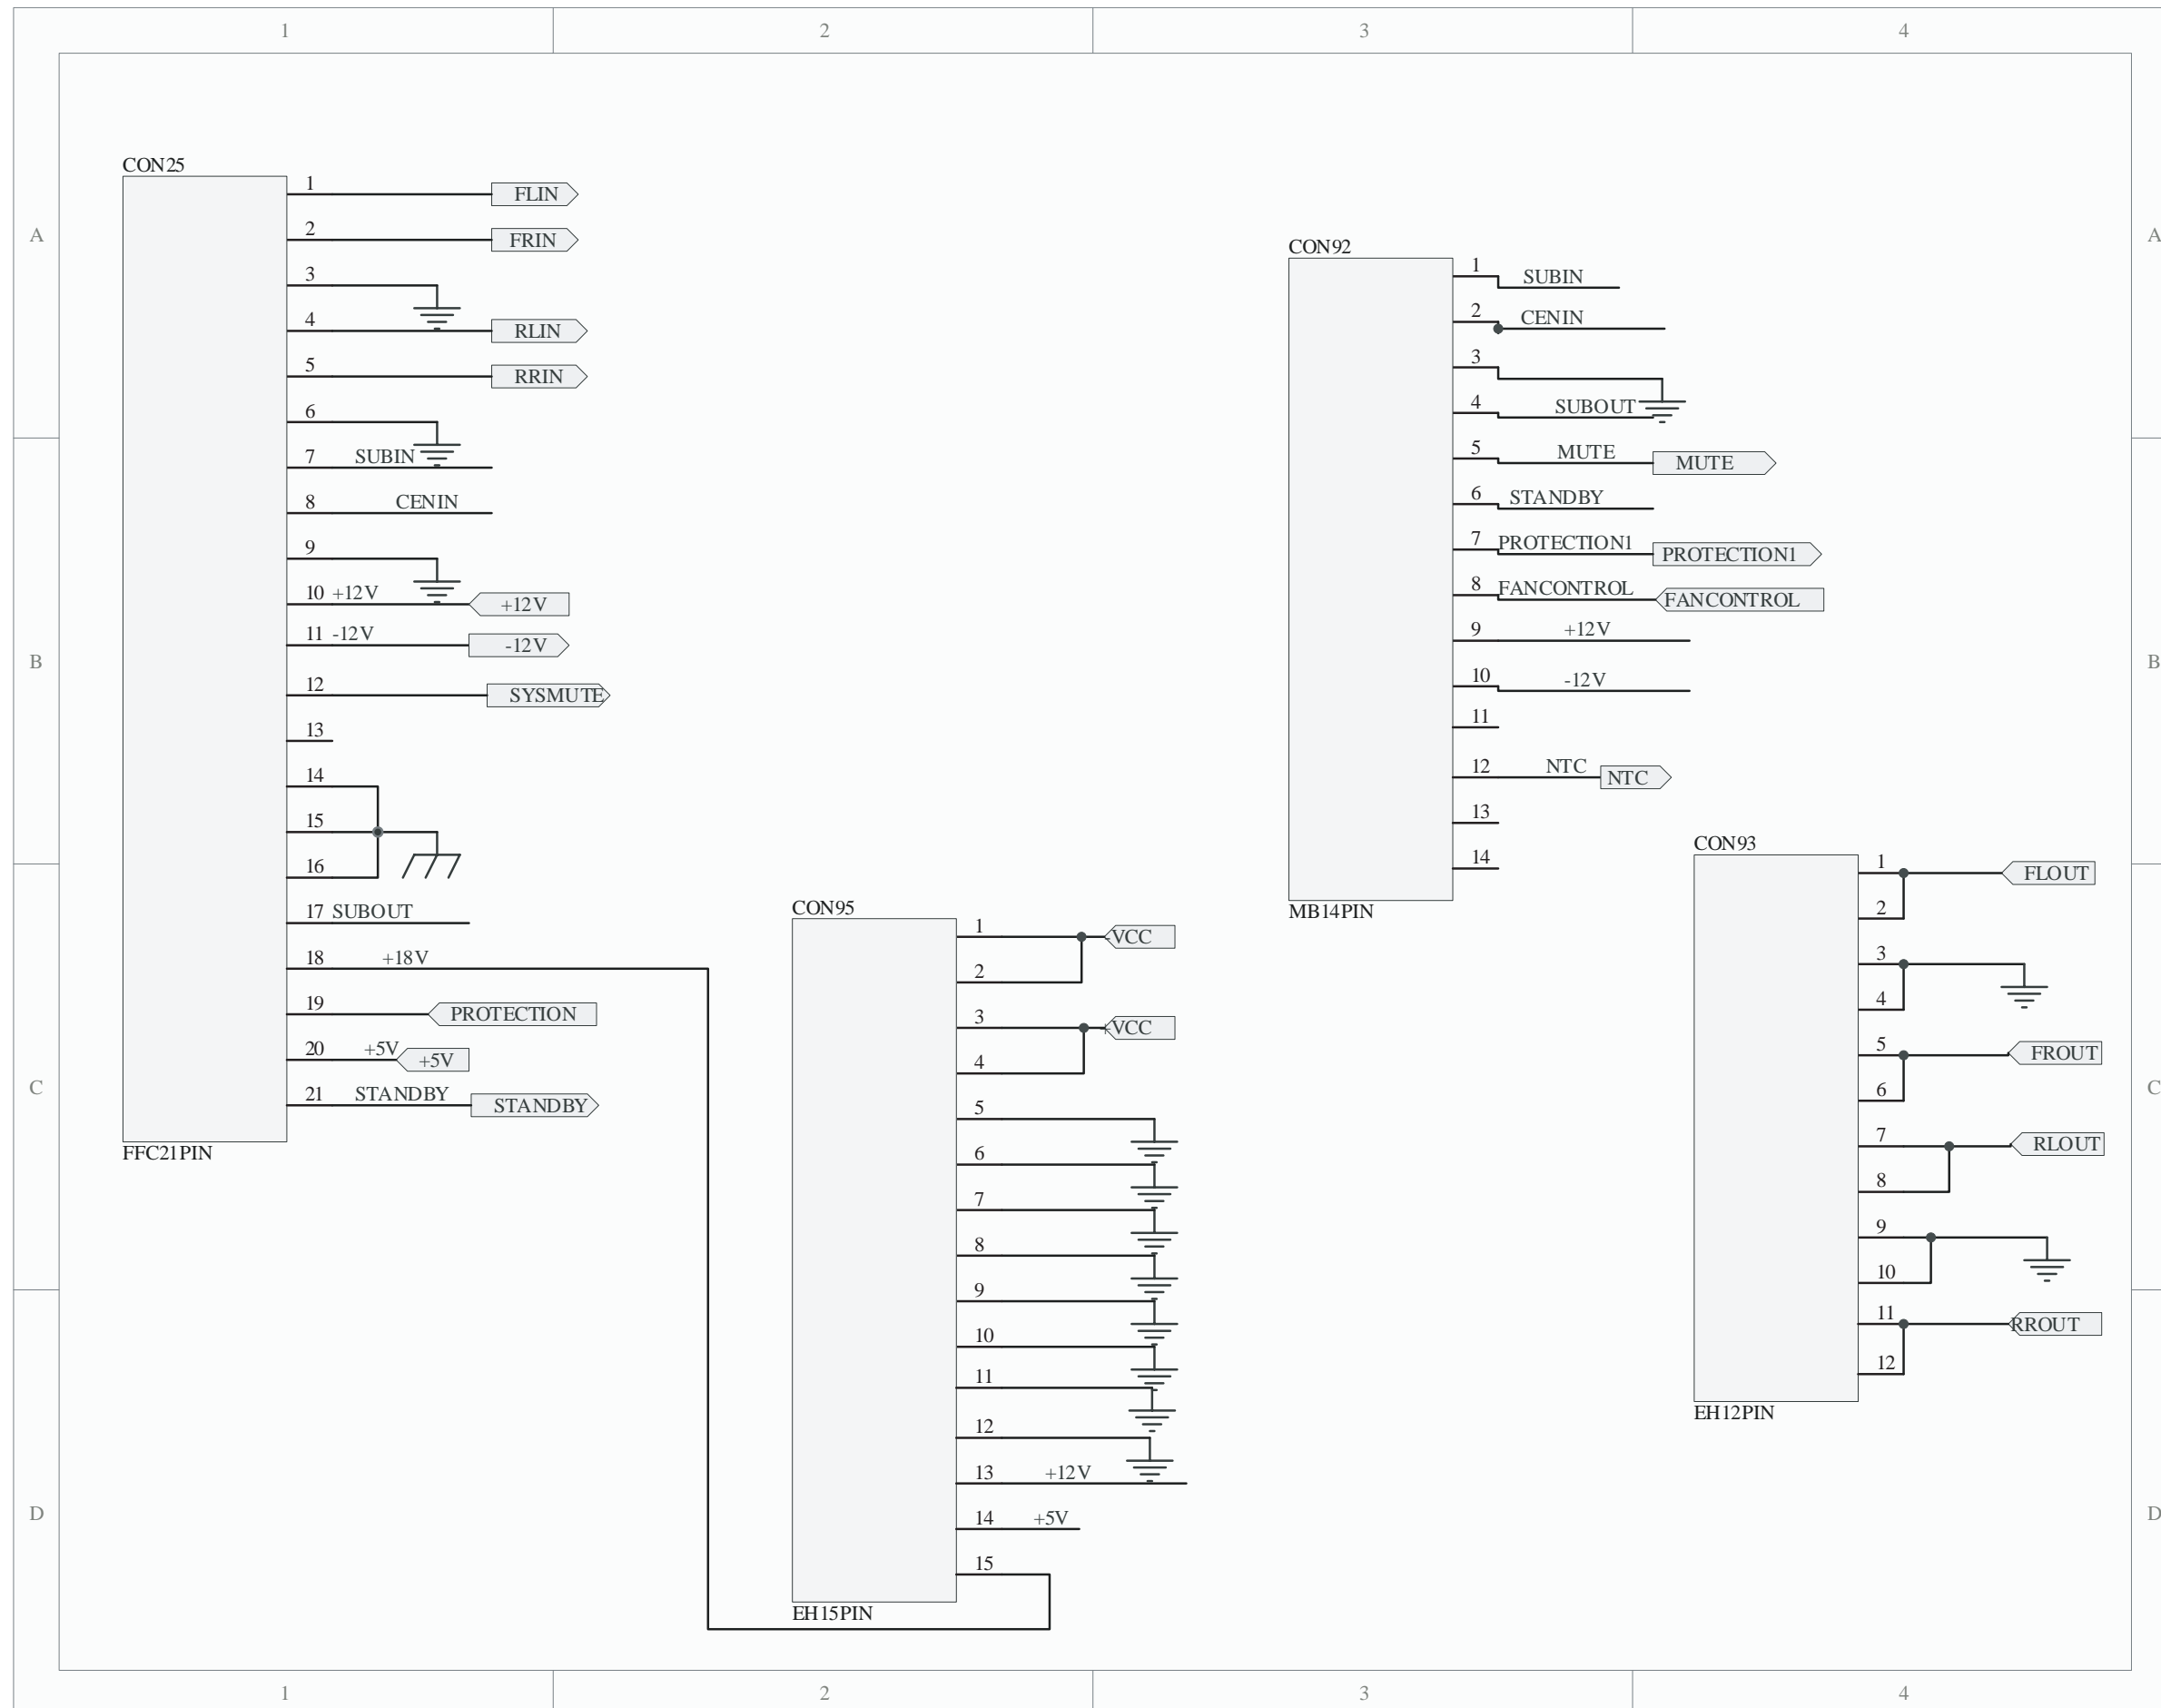 1 2 3 4
A A
B B
C C
D D
CON25
1 FLIN
2 FRIN
3
4 RLIN
5 RRIN
6
7 SUBIN
8 CENIN
9
10 +12V +12V
11 -12V -12V
12 SYSMUTE
13
14
15
16
17 SUBOUT
18 +18V
19 PROTECTION
20 +5V +5V
21 STANDBY STANDBY
FFC21PIN
CON95
1 -VCC
2
3 +VCC
4
5
6
7
8
9
10
11
12
13 +12V
14 +5V
15
EH15PIN
CON92
1 SUBIN
2 CENIN
3
4 SUBOUT
5 MUTE MUTE
6 STANDBY
7 PROTECTION1 PROTECTION1
8 FANCONTROL FANCONTROL
9 +12V
10 -12V
11
12 NTC NTC
13
14
MB14PIN
CON93
1 FLOUT
2
3
4
5 FROUT
6
7 RLOUT
8
9
10
11 RROUT
12
EH12PIN
1 2 3 4